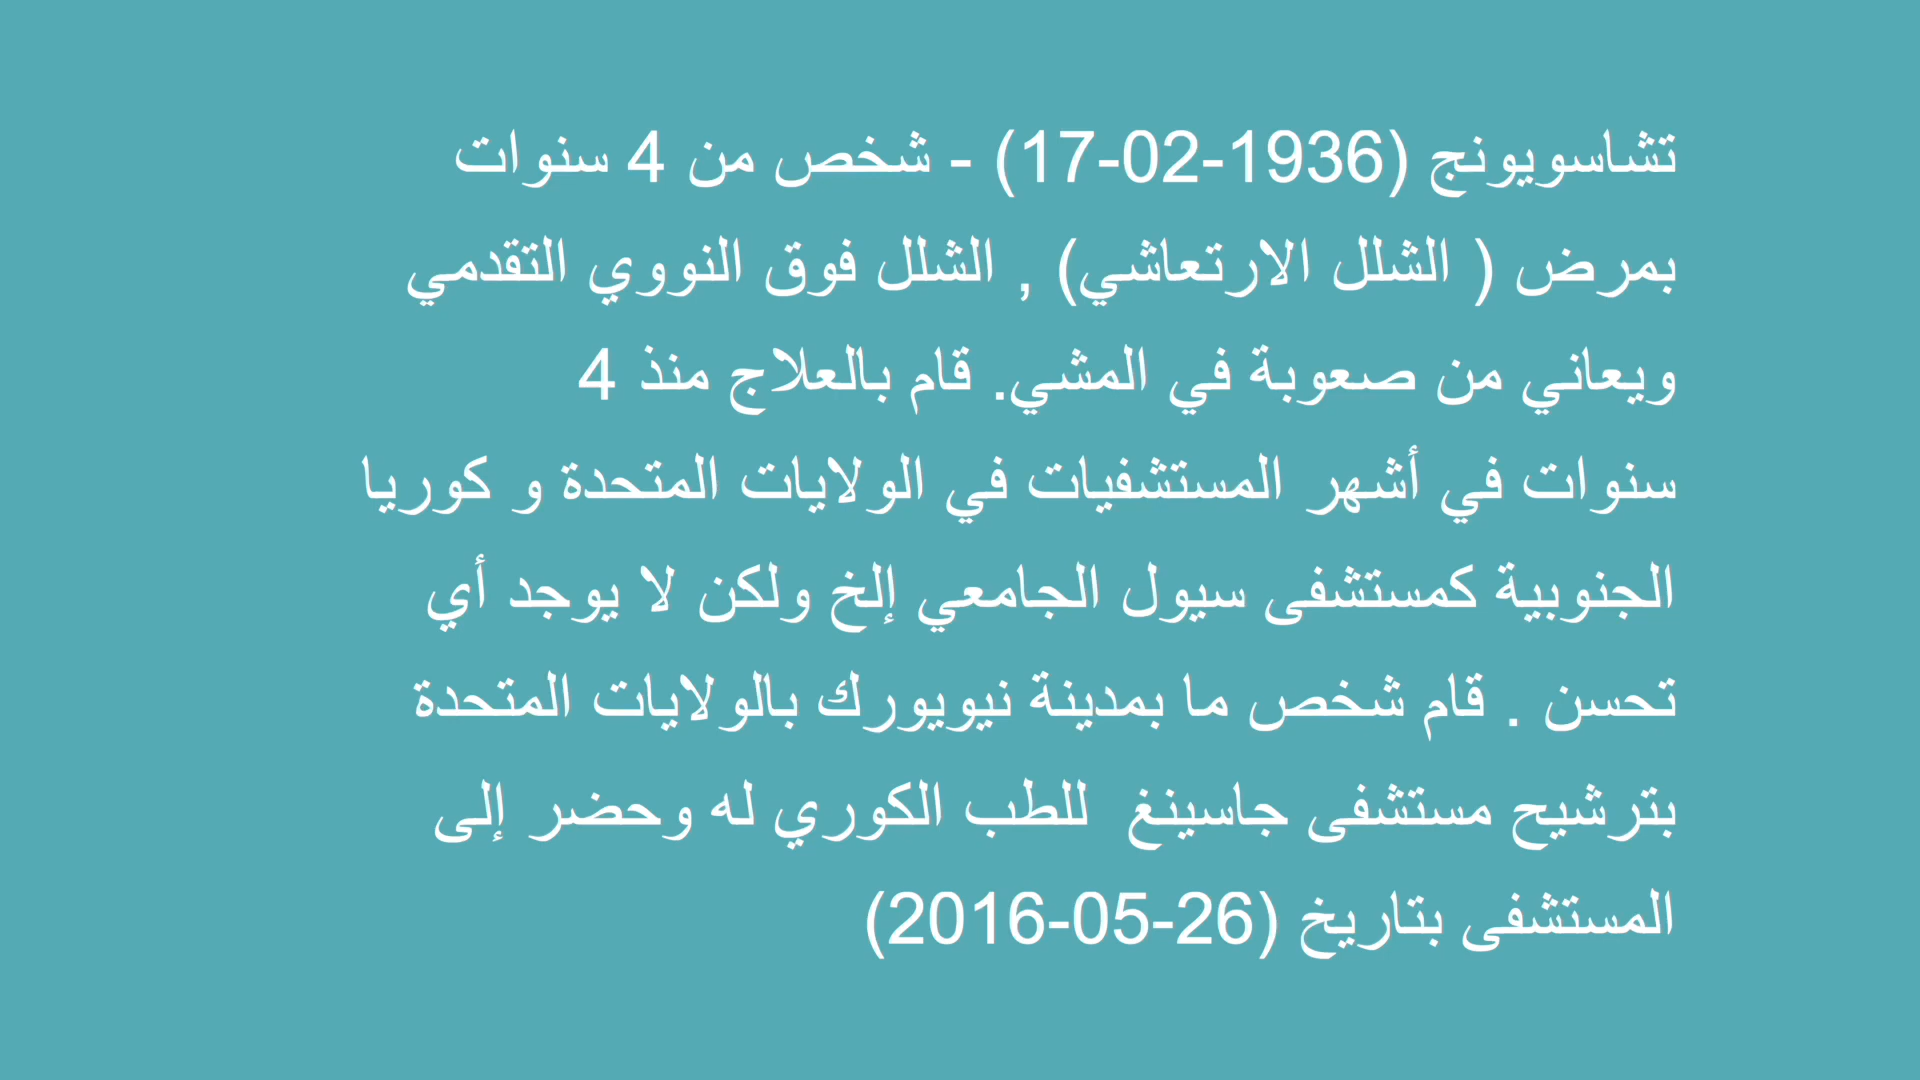 تشاسويونج (17-02-1936) - شخص من 4 سنوات
بمرض ( الشلل الارتعاشي) , الشلل فوق النووي التقدمي
ويعاني من صعوبة في المشي. قام بالعلاج منذ 4
سنوات في أشهر المستشفيات في الولايات المتحدة و كوريا
الجنوبية كمستشفى سيول الجامعي إلخ ولكن لا يوجد أي
تحسن . قام شخص ما بمدينة نيويورك بالولايات المتحدة
بترشيح مستشفى جاسينغ للطب الكوري له وحضر إلى
المستشفى بتاريخ (2016-05-26)